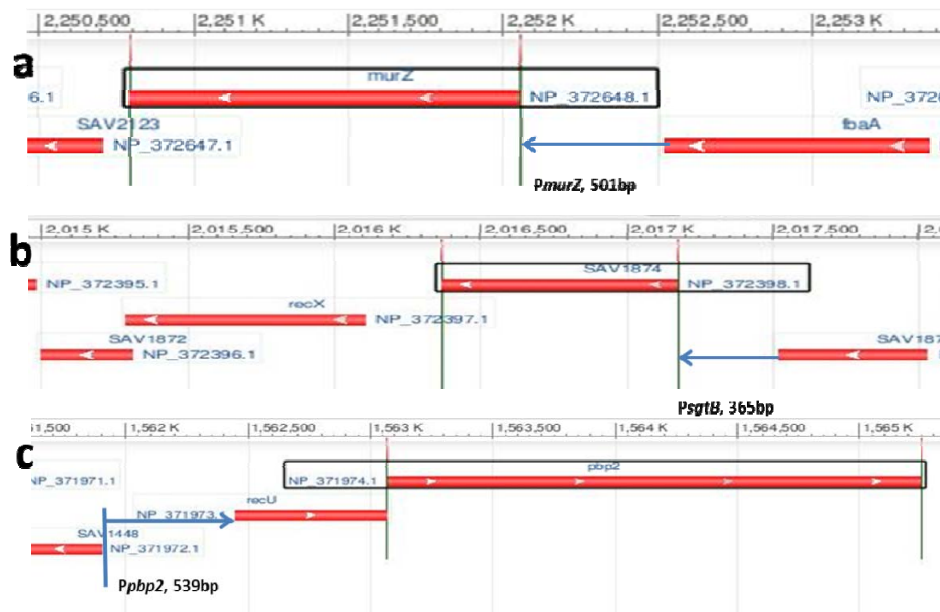 2,250,500 2,251 K 2,251,500 2,252 K 2,252,500 2,253 K
a
murZ
6.1 NP_372648.1 NP_372
SAV2123 fbaA
NP_372647.1
PmurZ, 501bp
2,015 K 2,015,500 2,016 K 2,016,500 2,017 K 2,017,500
b
SAV1874
NP_372395.1 NP_372398.1
recX
NP_372397.1
SAV1872 SAV187
NP_372396.1
PsgtB, 365bp
61,500 1,562 K 1,562,500 1,563 K 1,563,500 1,564 K 1,564,500 1,565 K
c
pbp2
NP_371971.1 NP_371974.1
recU
NP_371973.
SAV1448
NP_371972.1
Ppbp2, 539bp